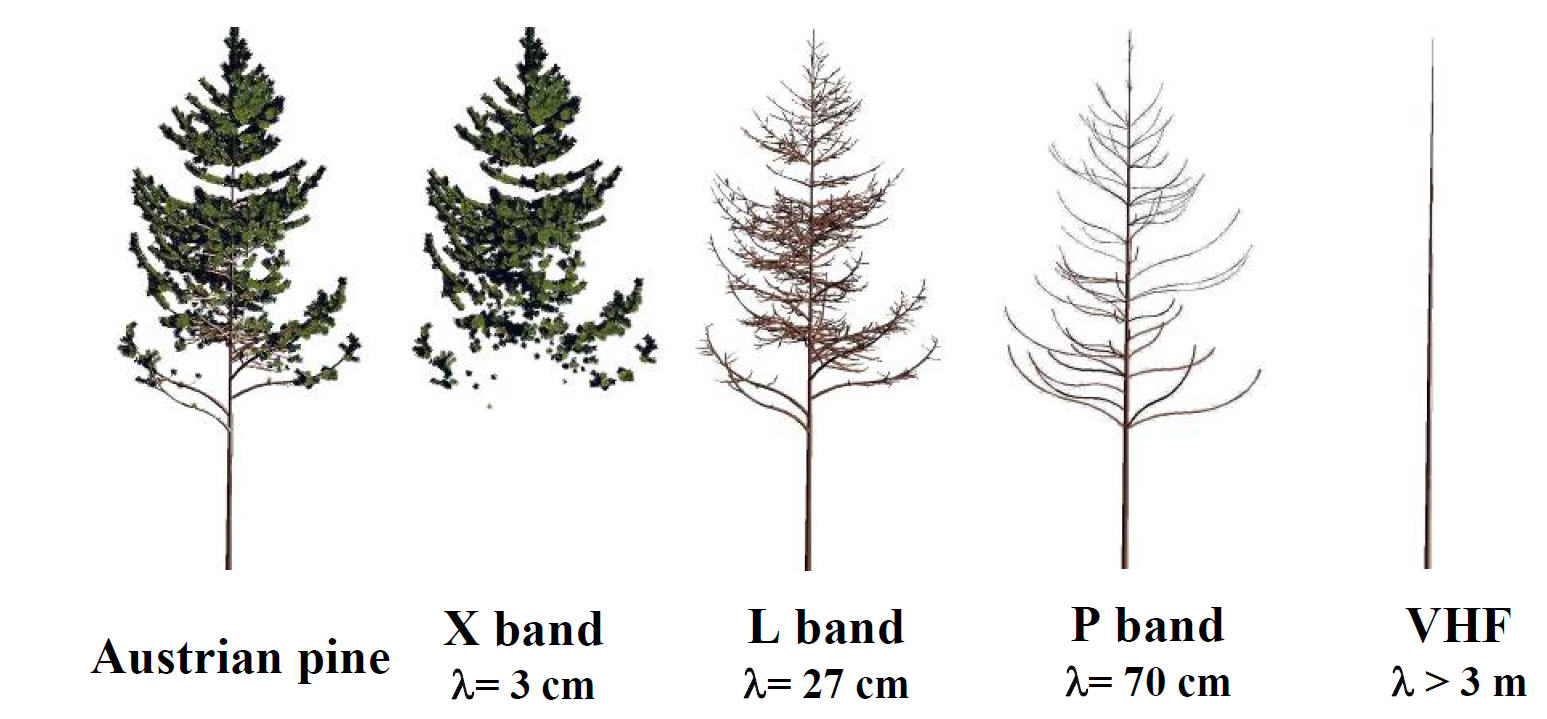 Austrian pine
X band
λ= 3 cm
L band
λ= 27 cm
P band
λ= 70 cm
VHF
λ > 3 m